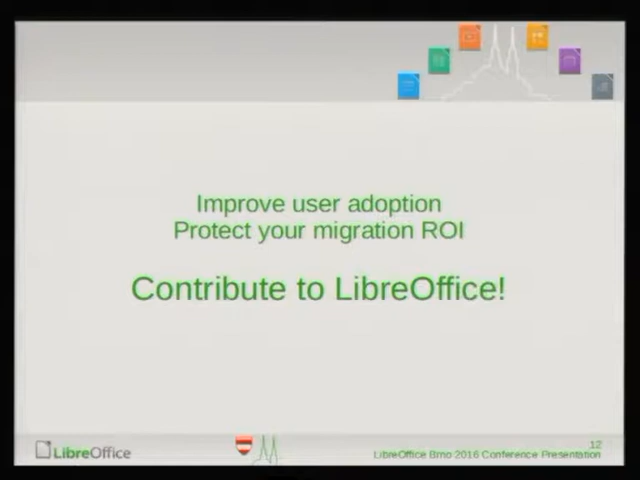 Improve user adoption
Protect your migration ROI
Contribute to LibreOffice!
LibreOffice
12
LibreOffice Brno 2016 Conference Presentation